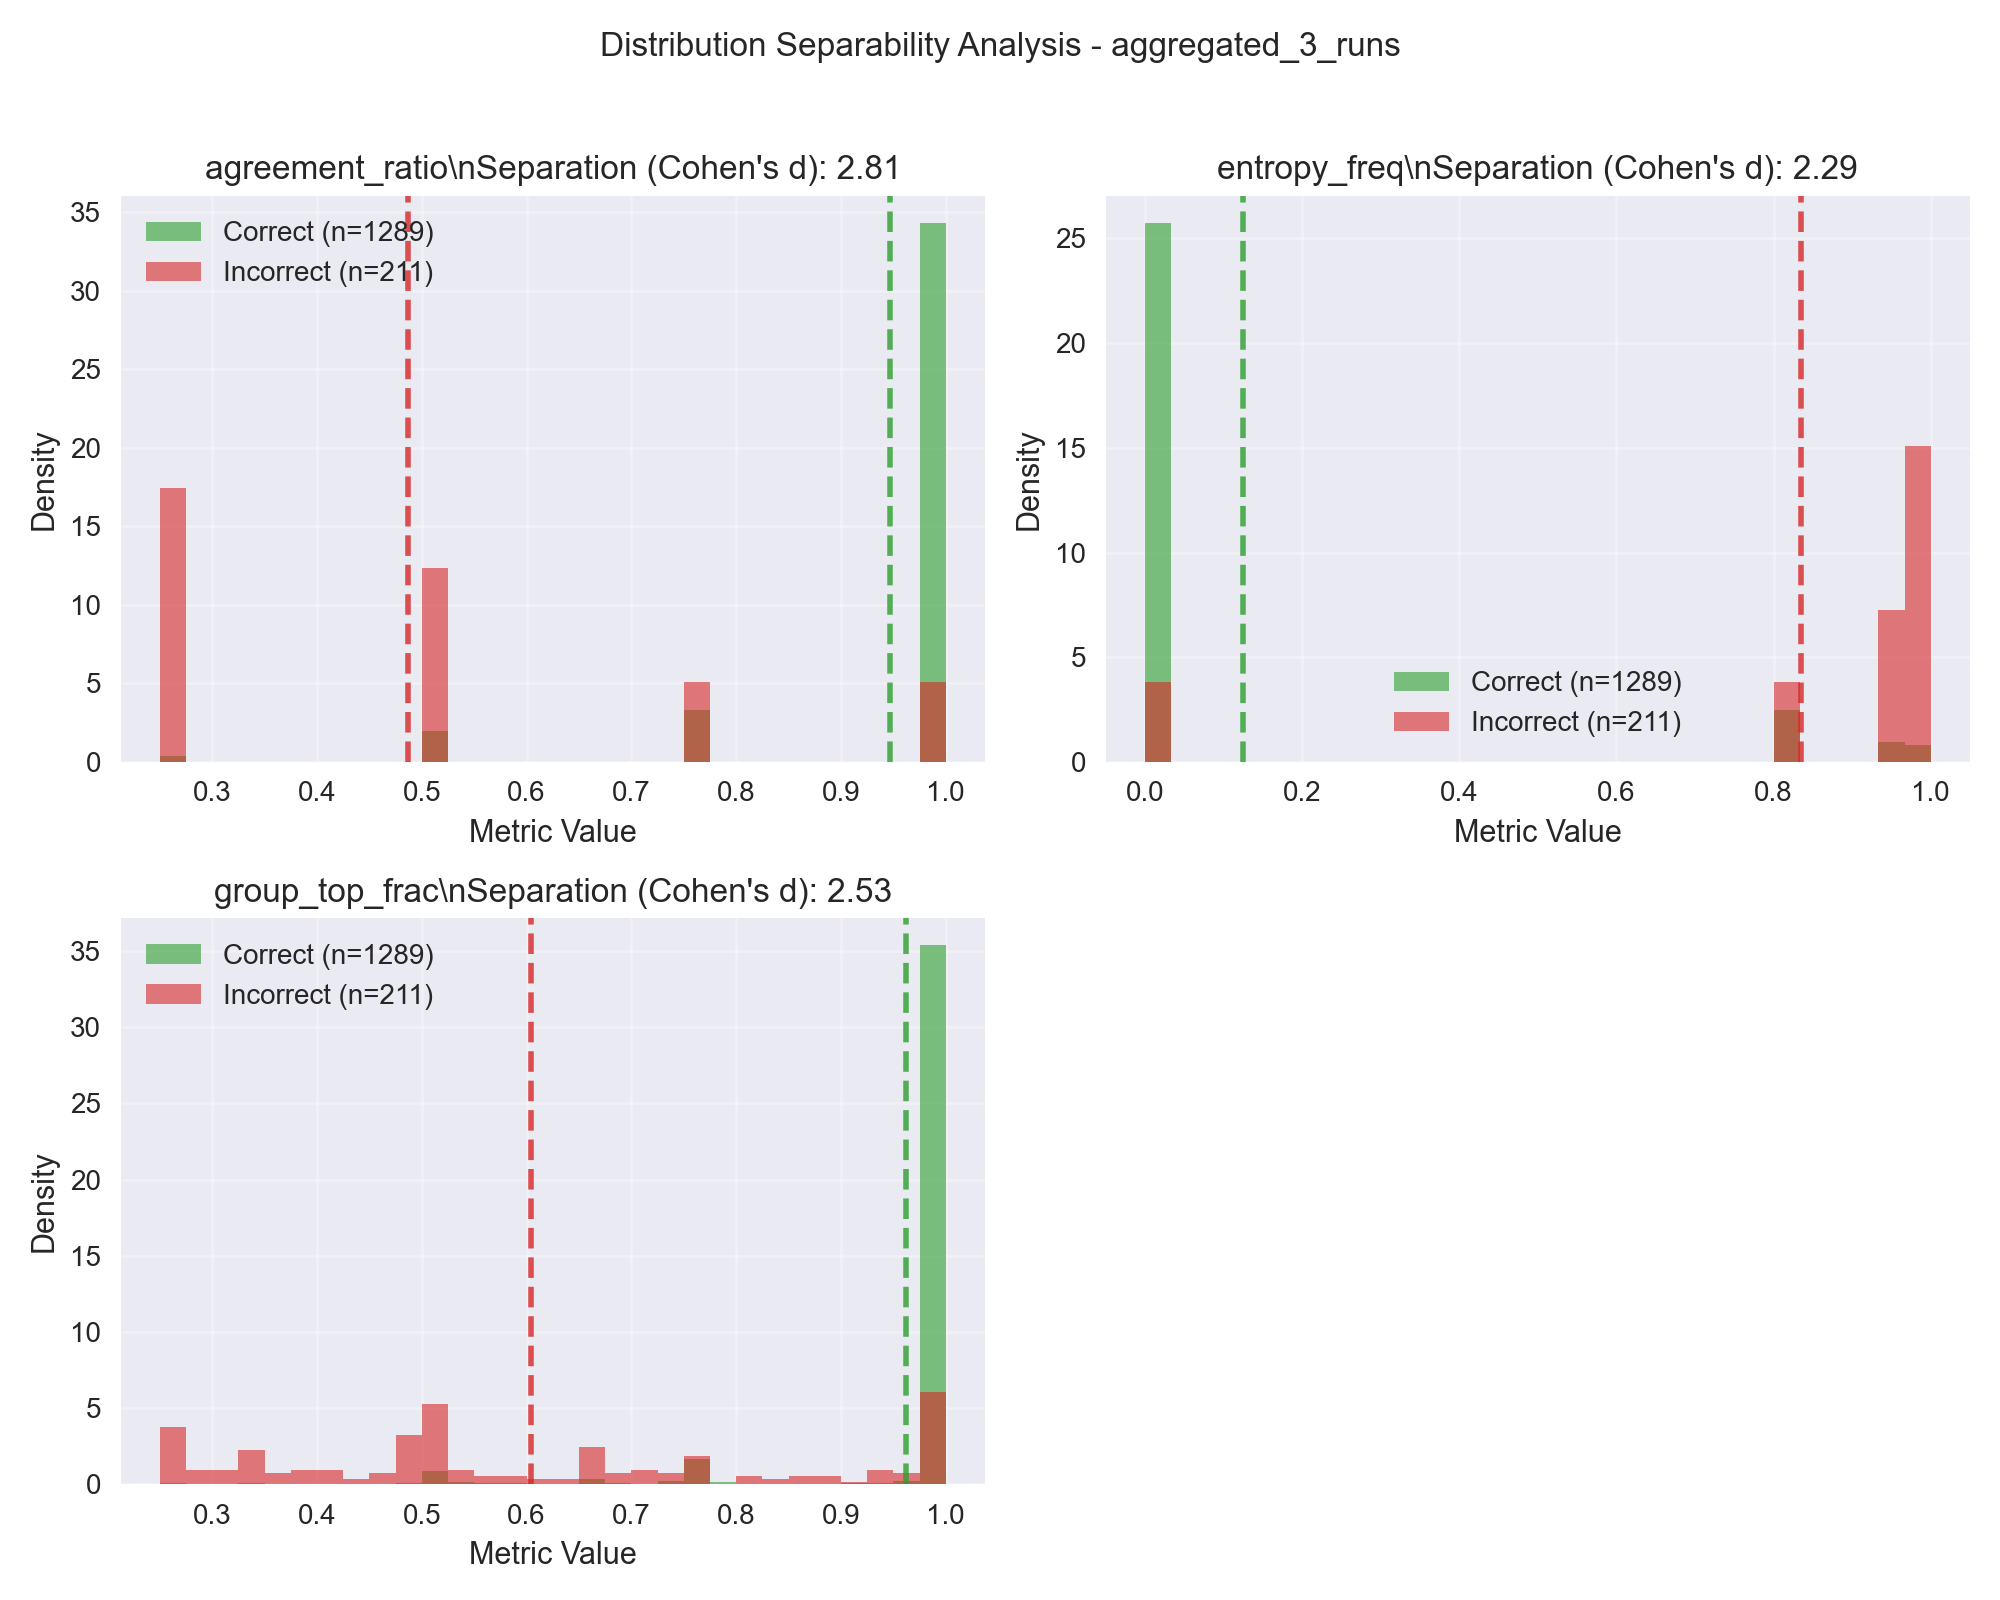 Distribution Separability Analysis - aggregated_3_runs
agreement_ratio\nSeparation (Cohen's d): 2.81
Density
35
30
25
20
15
10
5
0
Correct (n=1289)
Incorrect (n=211)
0.3 0.4 0.5 0.6 0.7 0.8 0.9 1.0
Metric Value
entropy_freq\nSeparation (Cohen's d): 2.29
Density
25
20
15
10
5
0
Correct (n=1289)
Incorrect (n=211)
0.0 0.2 0.4 0.6 0.8 1.0
Metric Value
group_top_frac\nSeparation (Cohen's d): 2.53
Density
35
30
25
20
15
10
5
0
Correct (n=1289)
Incorrect (n=211)
0.3 0.4 0.5 0.6 0.7 0.8 0.9 1.0
Metric Value